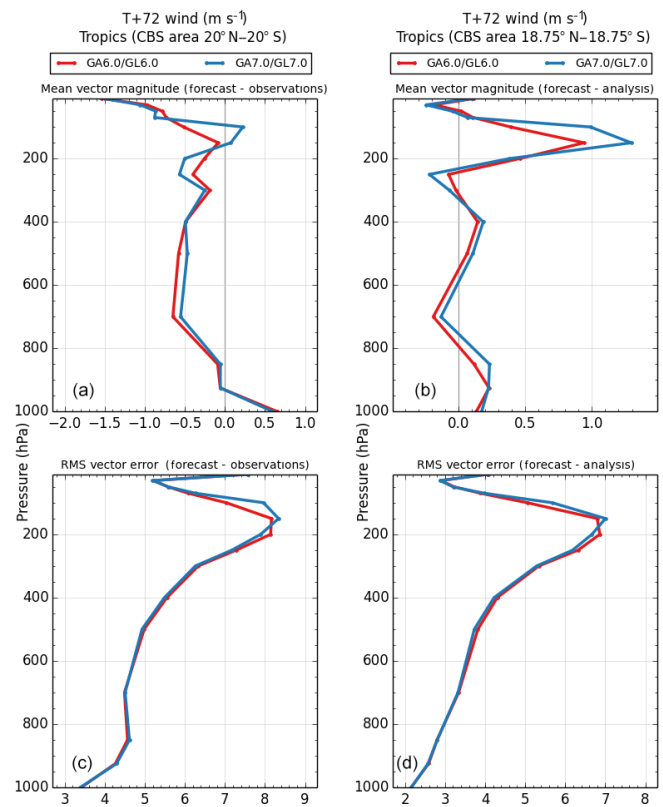 T+72 wind (m s⁻¹)
Tropics (CBS area 20° N–20° S)
GA6.0/GL6.0 GA7.0/GL7.0
Mean vector magnitude (forecast - observations)
200
400
600
800
1000
(a)
−2.0 −1.5 −1.0 −0.5 0.0 0.5 1.0
T+72 wind (m s⁻¹)
Tropics (CBS area 18.75° N–18.75° S)
GA6.0/GL6.0 GA7.0/GL7.0
Mean vector magnitude (forecast - analysis)
200
400
600
800
1000
(b)
0.0 0.5 1.0 1.5
Pressure (hPa)
RMS vector error (forecast - observations)
200
400
600
800
1000
(c)
3 4 5 6 7 8 9
Pressure (hPa)
RMS vector error (forecast - analysis)
200
400
600
800
1000
(d)
2 3 4 5 6 7 8